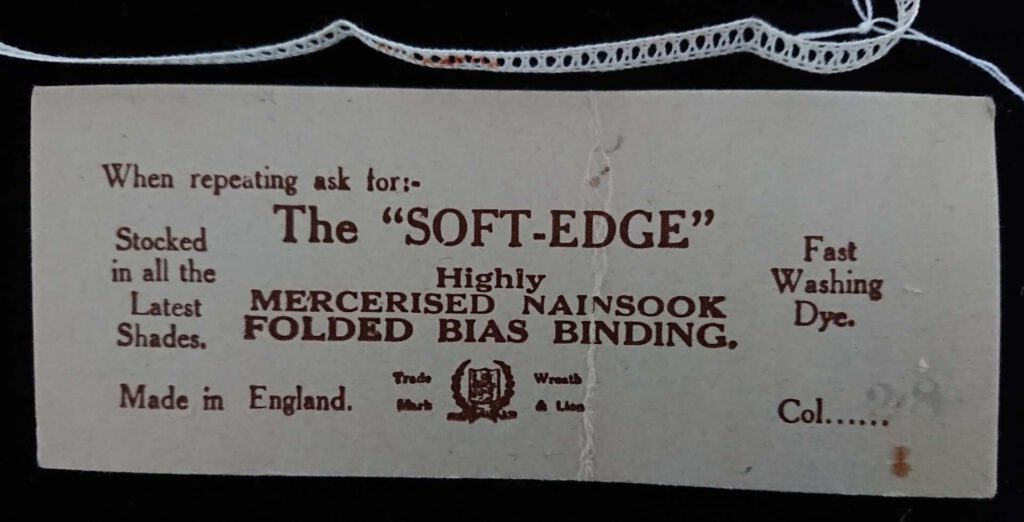 When repeating ask for:-
The "SOFT-EDGE"
Stocked
in all the
Latest
Shades.
Highly
MERCERISED NAINSOOK
FOLDED BIAS BINDING.
Fast
Washing
Dye.
Made in England.
Trade
Mark
Wreath
& Lion
Col...... 28